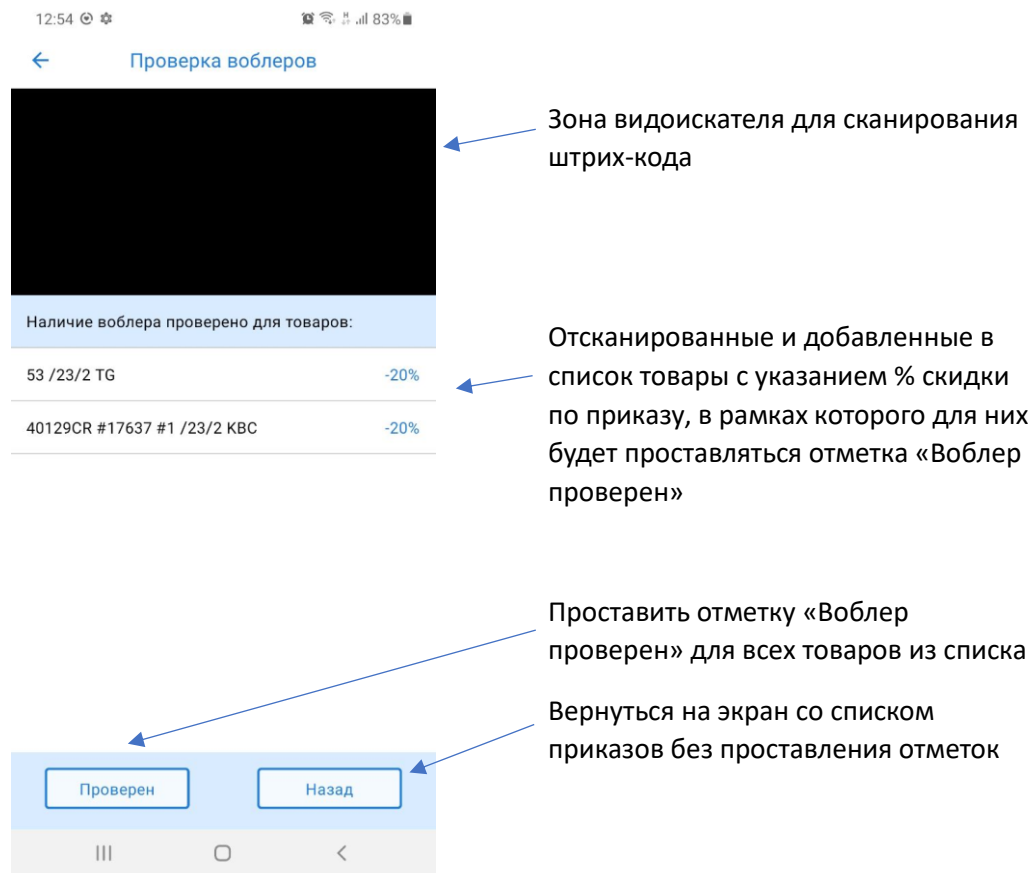 12:54
83%
Проверка воблеров
Зона видоискателя для сканирования
штрих-кода
Наличие воблера проверено для товаров:
53 /23/2 TG -20%
40129CR #17637 #1 /23/2 KBC -20%
Отсканированные и добавленные в
список товары с указанием % скидки
по приказу, в рамках которого для них
будет проставляться отметка «Воблер
проверен»
Проставить отметку «Воблер
проверен» для всех товаров из списка
Вернуться на экран со списком
приказов без проставления отметок
Проверен
Назад